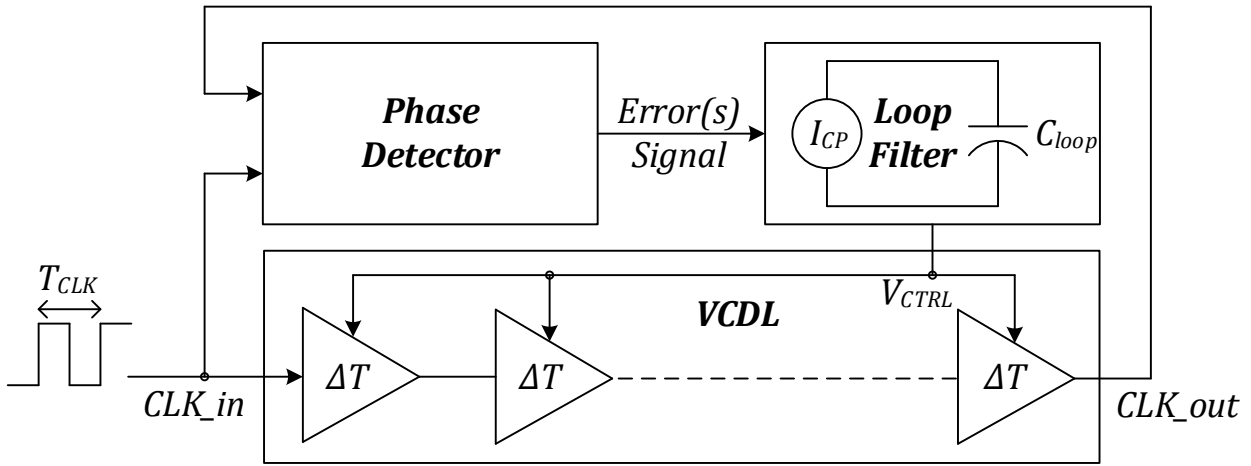 Phase
Detector
Error(s)
Signal
I_CP
Loop
Filter
C_loop
T_CLK
V_CTRL
VCDL
ΔT
ΔT
ΔT
CLK_in
CLK_out